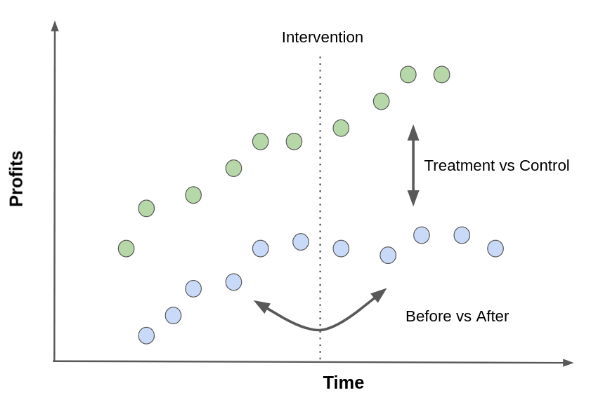 Intervention
Profits
Treatment vs Control
Before vs After
Time